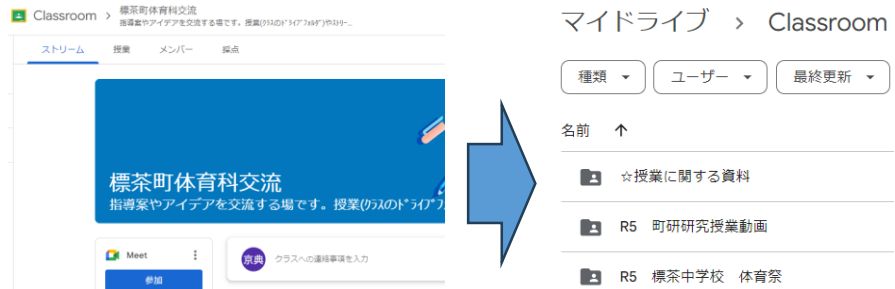 Classroom > 標茶町体育科交流
指導案やアイデアを交流する場です。授業(クラスのドライブフォルダ)やストリー...
ストリーム 授業 メンバー 採点
標茶町体育科交流
指導案やアイデアを交流する場です。授業(クラスのドライブフ
Meet
参加
京典 クラスへの連絡事項を入力
マイドライブ > Classroom
種類 ユーザー 最終更新
名前 ↑
☆授業に関する資料
R5 町研研究授業動画
R5 標茶中学校 体育祭